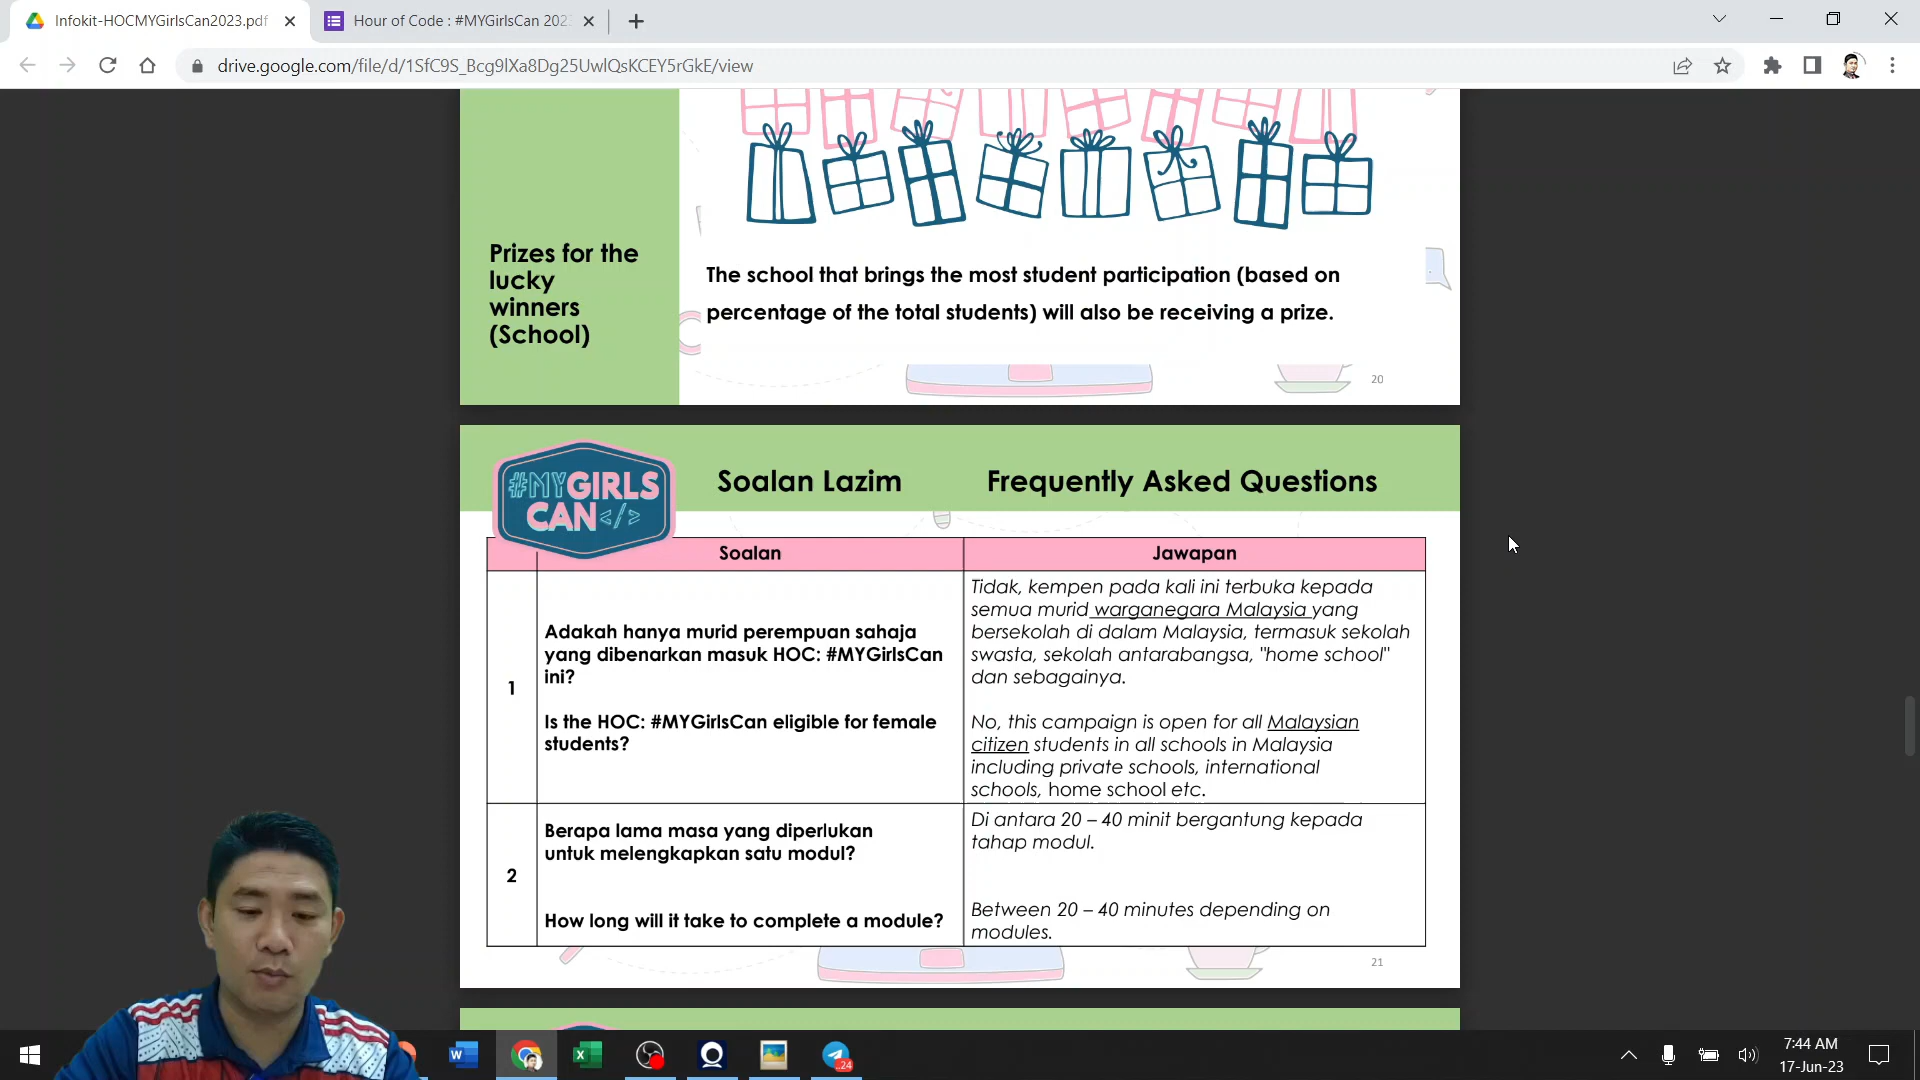 Infokit-HOCMYGirlsCan2023.pdf
Hour of Code : #MYGirlsCan 202
drive.google.com/file/d/1SfC9S_Bcg9lXa8Dg25UwlQsKCEY5rGkE/view
Prizes for the
lucky
winners
(School)
The school that brings the most student participation (based on
percentage of the total students) will also be receiving a prize.
20
#MYGIRLS
CAN </>
Soalan Lazim
Frequently Asked Questions
Soalan
Jawapan
1
Adakah hanya murid perempuan sahaja
yang dibenarkan masuk HOC: #MYGirlsCan
ini?
Is the HOC: #MYGirlsCan eligible for female
students?
Tidak, kempen pada kali ini terbuka kepada
semua murid warganegara Malaysia yang
bersekolah di dalam Malaysia, termasuk sekolah
swasta, sekolah antarabangsa, "home school"
dan sebagainya.
No, this campaign is open for all Malaysian
citizen students in all schools in Malaysia
including private schools, international
schools, home school etc.
2
Berapa lama masa yang diperlukan
untuk melengkapkan satu modul?
How long will it take to complete a module?
Di antara 20 – 40 minit bergantung kepada
tahap modul.
Between 20 – 40 minutes depending on
modules.
21
24
7:44 AM
17-Jun-23